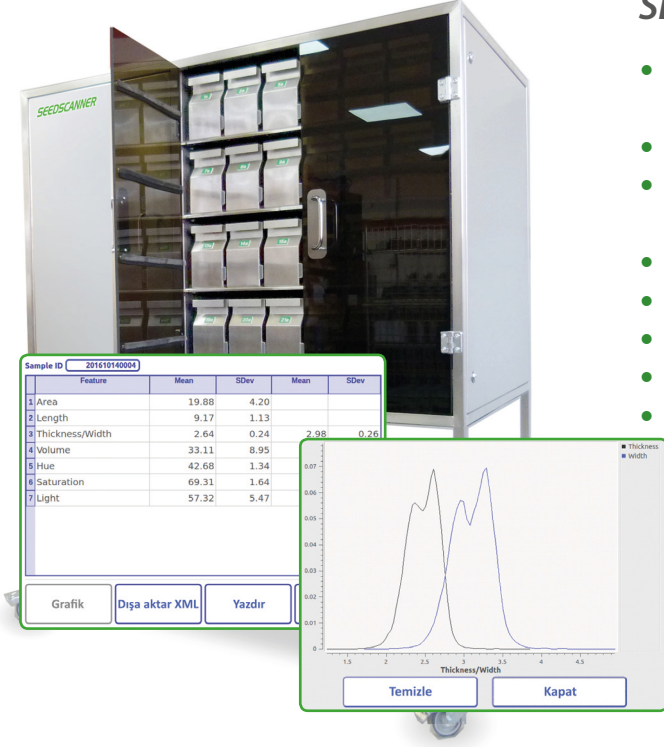 SEEDSCANNER
Sample ID 201610140004
Feature Mean SDev Mean SDev
1 Area 19.88 4.20
2 Length 9.17 1.13
3 Thickness/Width 2.64 0.24 2.98 0.26
4 Volume 33.11 8.95
5 Hue 42.68 1.34
6 Saturation 69.31 1.64
7 Light 57.32 5.47
Grafik Dışa aktar XML Yazdır
Thickness
Width
0.07
0.06
0.05
0.04
0.03
0.02
0.01
0
1.5 2 2.5 3 3.5 4 4.5
Thickness/Width
Temizle Kapat